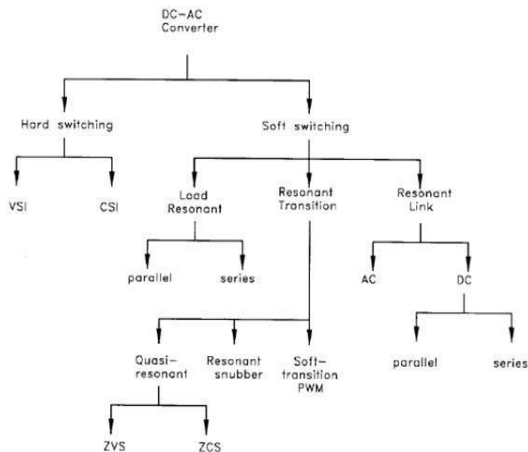 DC-AC
Converter
Hard switching
Soft switching
VSI
CSI
Load
Resonant
Resonant
Transition
Resonant
Link
parallel
series
AC
DC
Quasi-
resonant
Resonant
snubber
Soft-
transition
PWM
parallel
series
ZVS
ZCS